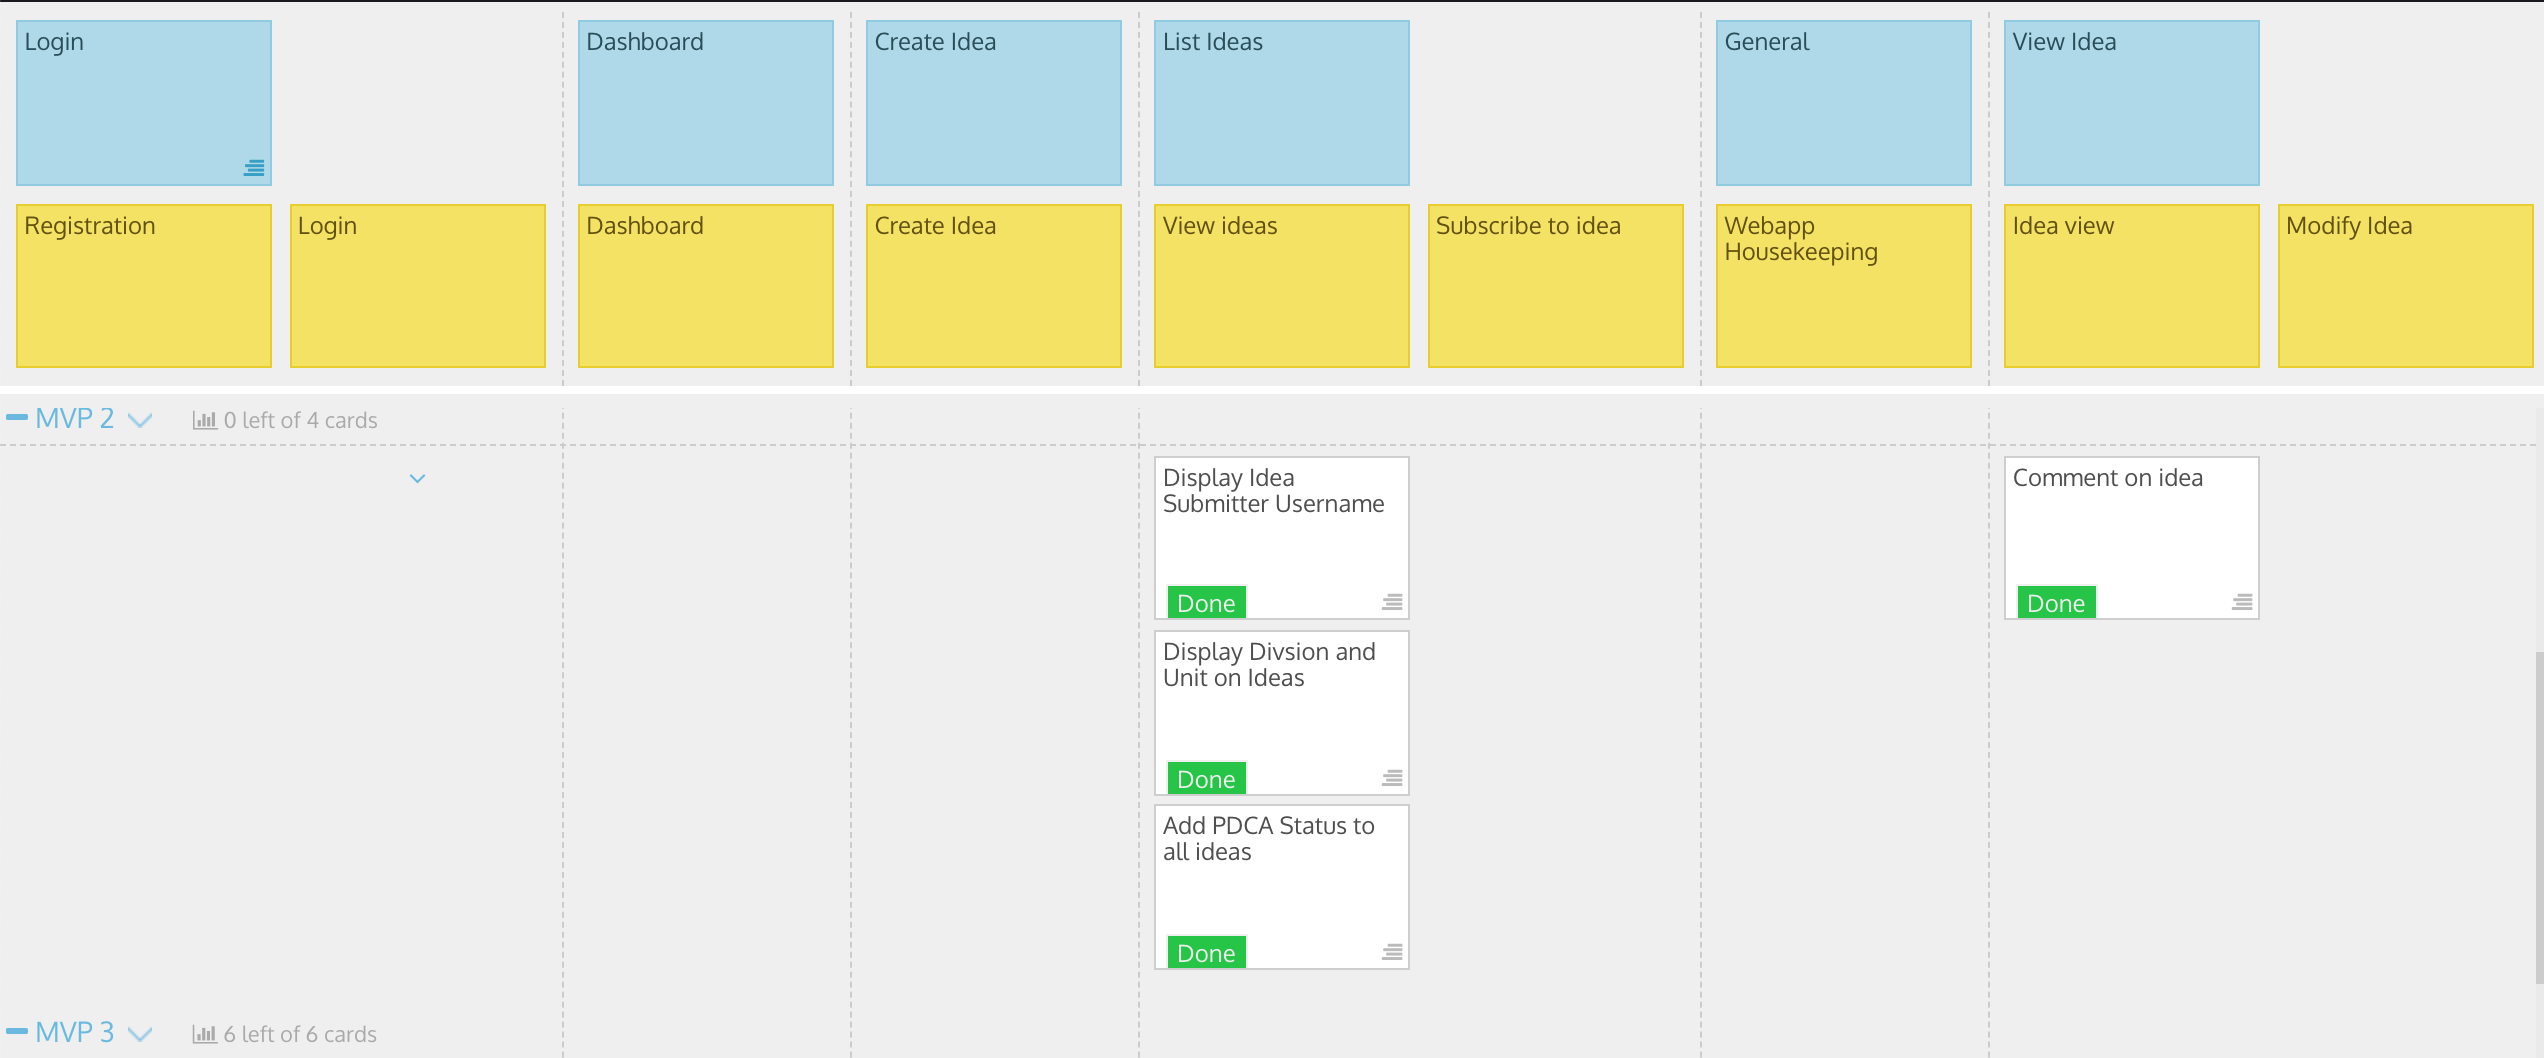 Login
Dashboard
Create Idea
List Ideas
General
View Idea
Registration
Login
Dashboard
Create Idea
View ideas
Subscribe to idea
Webapp
Housekeeping
Idea view
Modify Idea
MVP 2
0 left of 4 cards
Display Idea
Submitter Username
Done
Comment on idea
Done
Display Divsion and
Unit on Ideas
Done
Add PDCA Status to
all ideas
Done
MVP 3
6 left of 6 cards